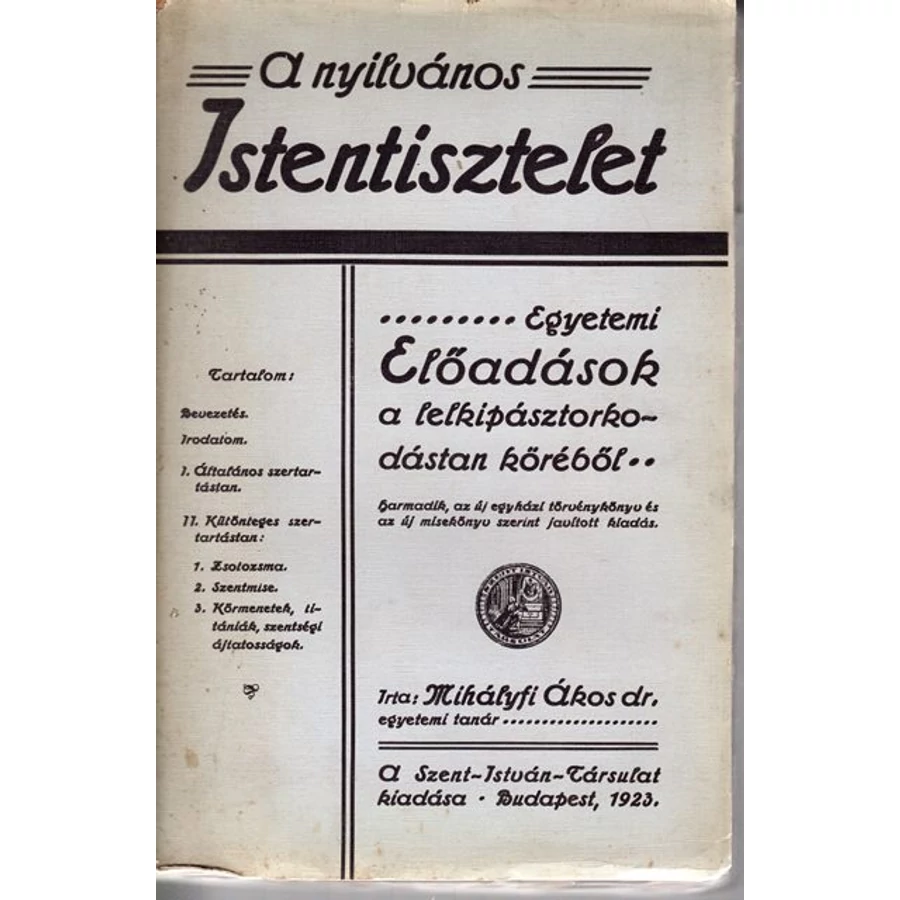 A nyilvános
Istentisztelet
Tartalom:
Bevezetés.
Irodalom.
I. Általános szertar-
tástan.
II. Különleges szer-
tartástan:
1. Zsolozsma.
2. Szentmise.
3. Körmenetek, li-
tániák, szentségi
ájtatosságok.
......... Egyetemi
Előadások
a lelkipásztorko-
dástan köréből..
Harmadik, az új egyházi törvénykönyv és
az új misekönyv szerint javított kiadás.
Irta: Mihályfi Ákos dr.
egyetemi tanár ....................
A Szent-István-Társulat
kiadása · Budapest, 1923.